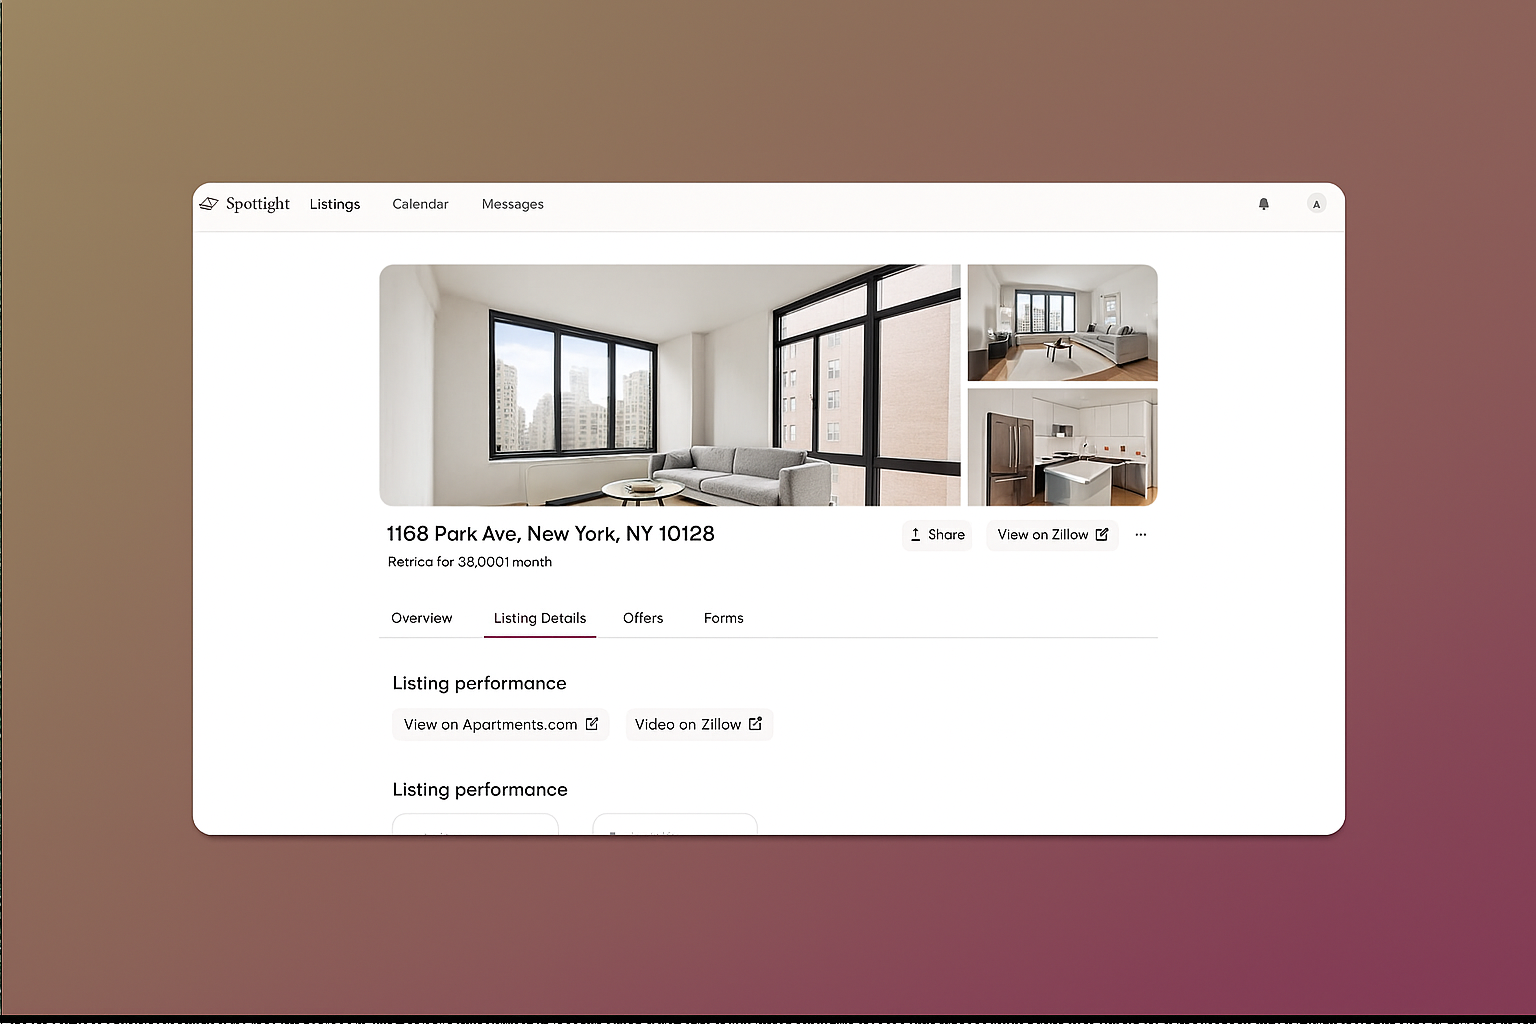 Spottight Listings Calendar Messages A
1168 Park Ave, New York, NY 10128
Share View on Zillow
Retrica for 38,0001 month
Overview Listing Details Offers Forms
Listing performance
View on Apartments.com Video on Zillow
Listing performance